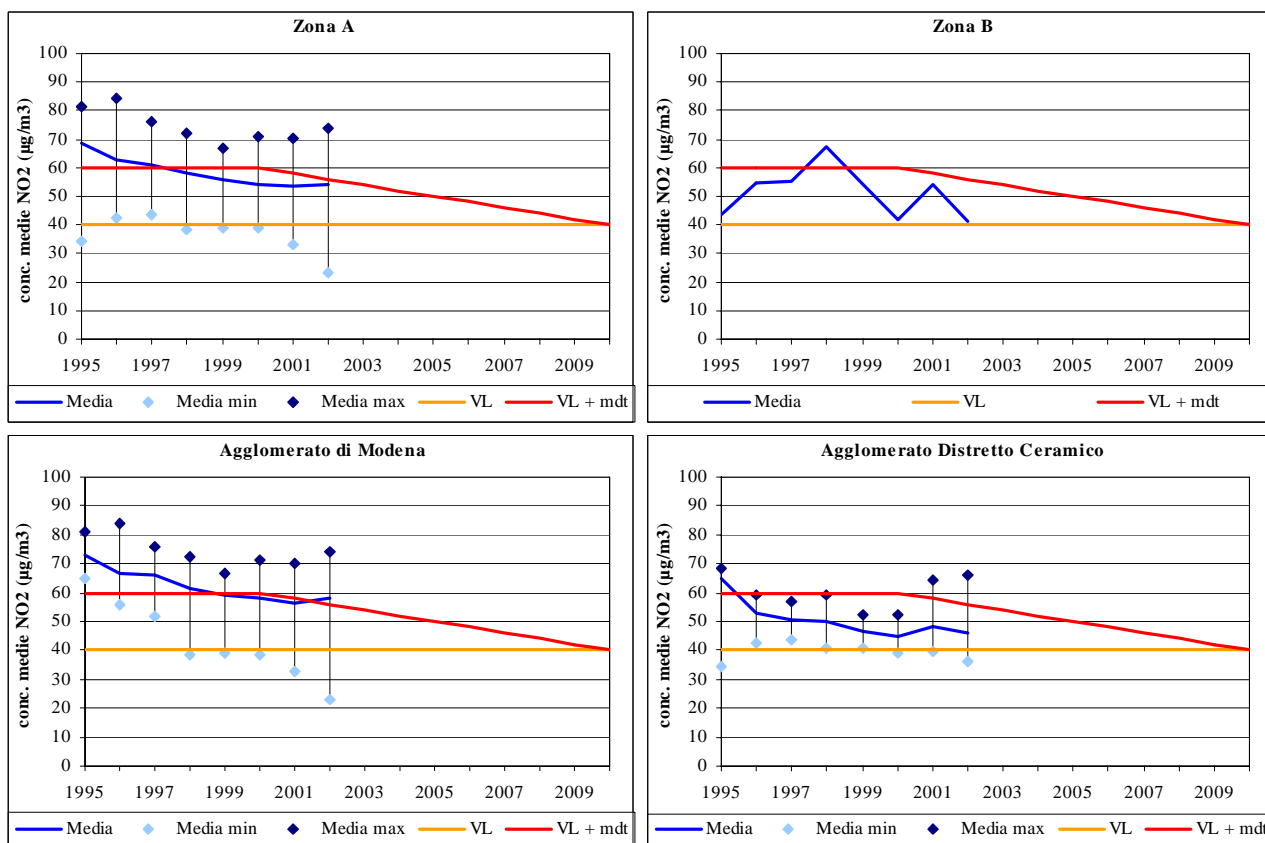 Zona A
conc. medie NO2 (µg/m3)
100
90
80
70
60
50
40
30
20
10
0
1995 1997 1999 2001 2003 2005 2007 2009
Media Media min Media max VL VL + mdt
Zona B
conc. medie NO2 (µg/m3)
100
90
80
70
60
50
40
30
20
10
0
1995 1997 1999 2001 2003 2005 2007 2009
Media VL VL + mdt
Agglomerato di Modena
conc. medie NO2 (µg/m3)
100
90
80
70
60
50
40
30
20
10
0
1995 1997 1999 2001 2003 2005 2007 2009
Media Media min Media max VL VL + mdt
Agglomerato Distretto Ceramico
conc. medie NO2 (µg/m3)
100
90
80
70
60
50
40
30
20
10
0
1995 1997 1999 2001 2003 2005 2007 2009
Media Media min Media max VL VL + mdt